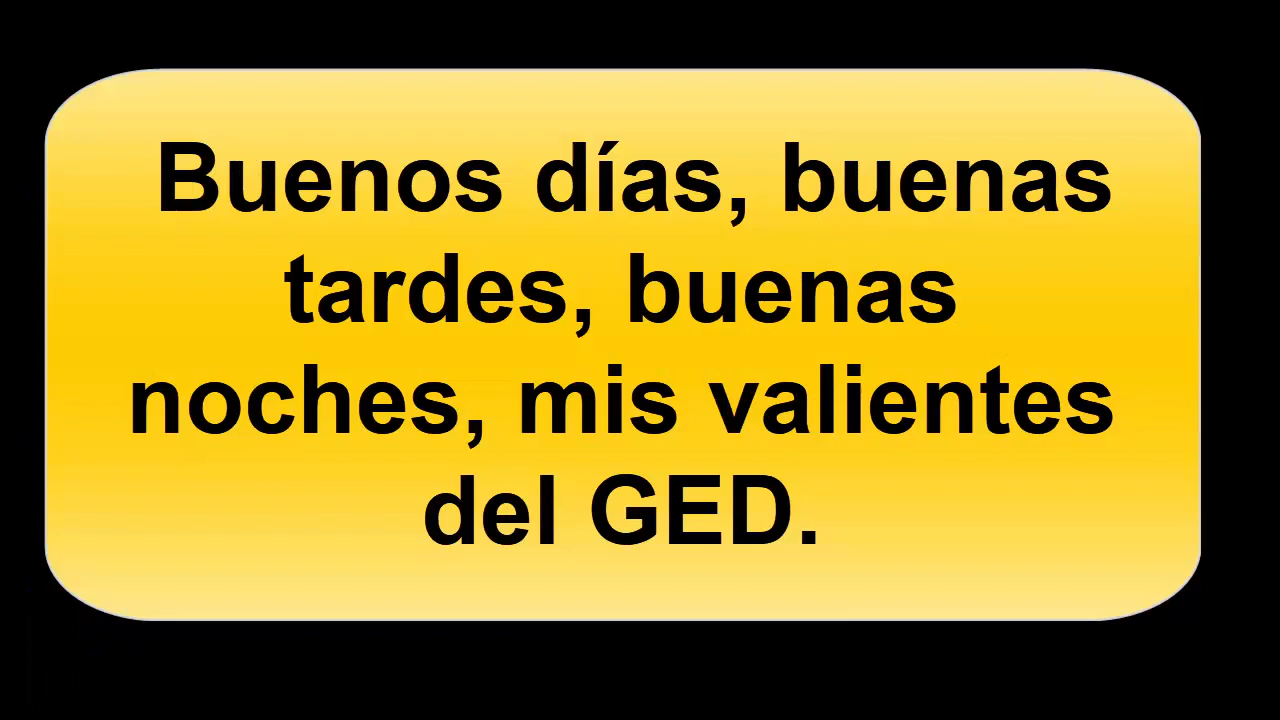 Buenos días, buenas
tardes, buenas
noches, mis valientes
del GED.